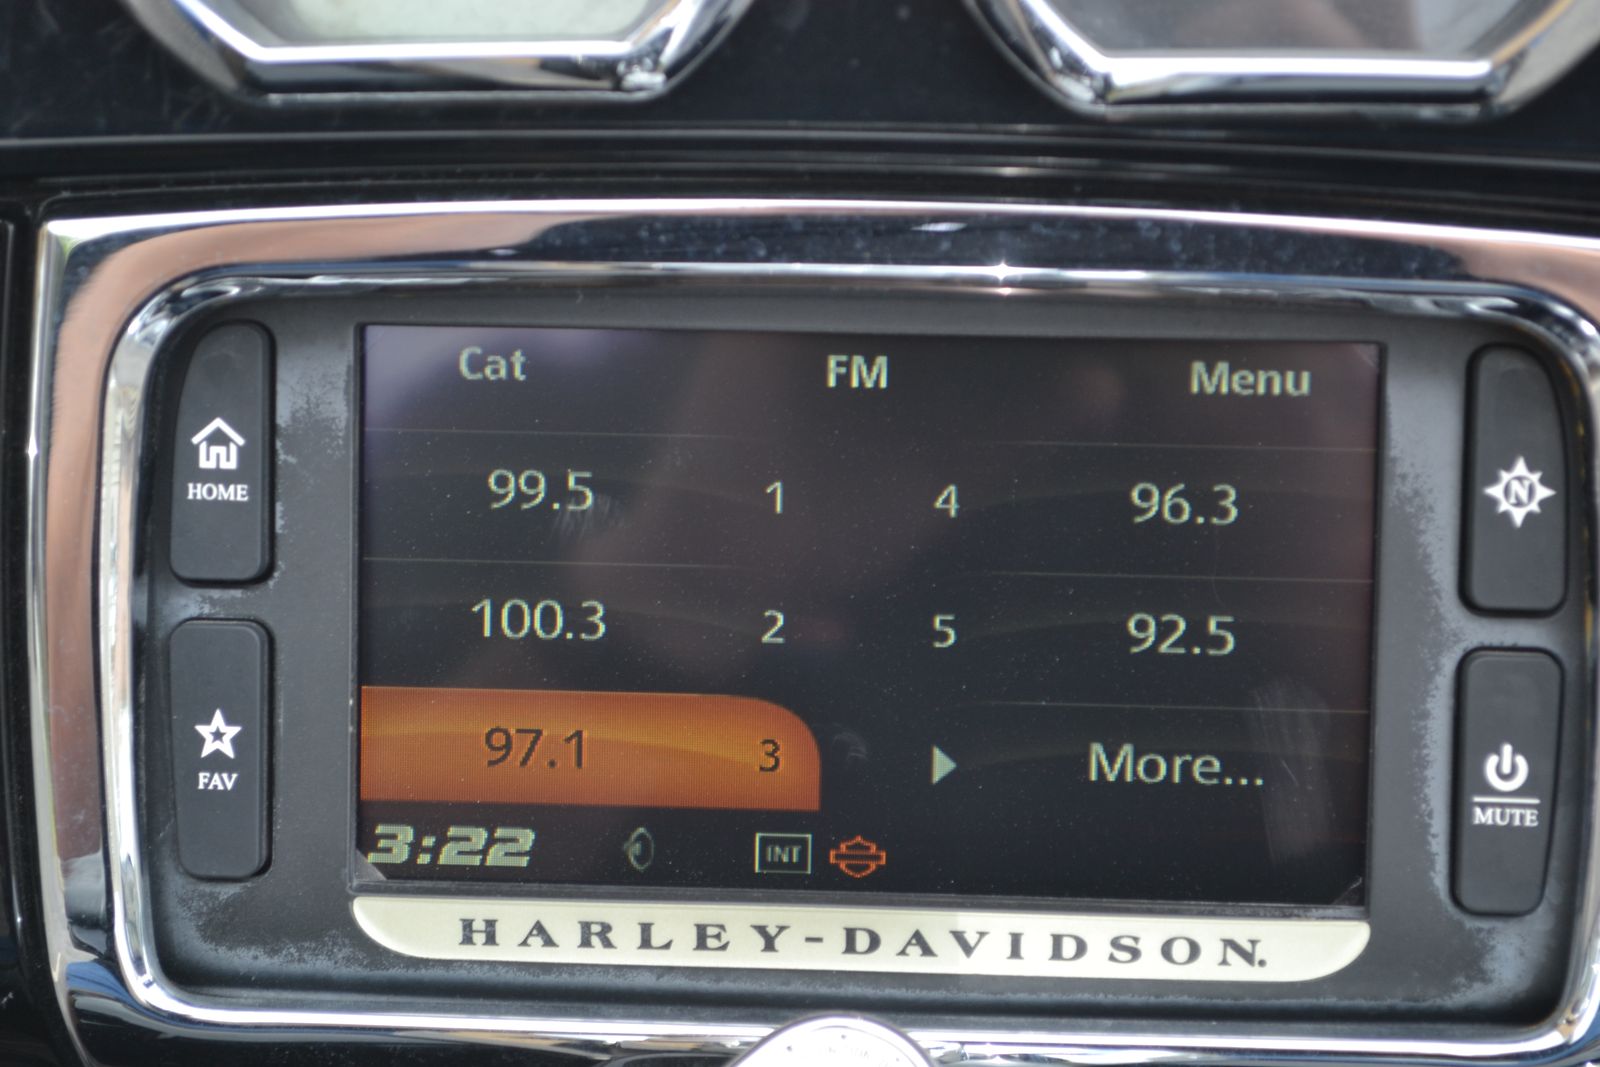 Cat FM Menu
99.5 1 4 96.3
100.3 2 5 92.5
97.1 3 More...
3:22 INT
HOME
FAV
N
MUTE
HARLEY-DAVIDSON.